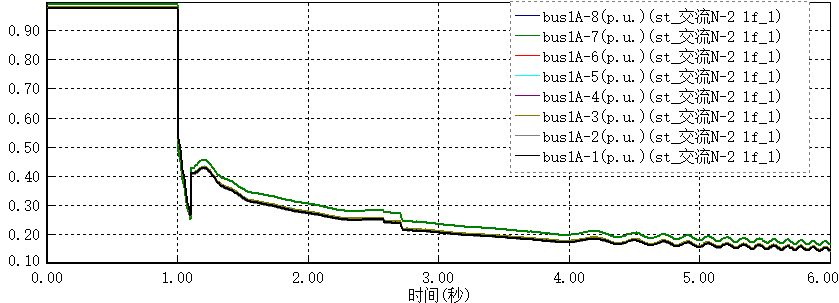 bus1A-8(p.u.)(st_交流N-2 1f_1)
bus1A-7(p.u.)(st_交流N-2 1f_1)
bus1A-6(p.u.)(st_交流N-2 1f_1)
bus1A-5(p.u.)(st_交流N-2 1f_1)
bus1A-4(p.u.)(st_交流N-2 1f_1)
bus1A-3(p.u.)(st_交流N-2 1f_1)
bus1A-2(p.u.)(st_交流N-2 1f_1)
bus1A-1(p.u.)(st_交流N-2 1f_1)
0.90
0.80
0.70
0.60
0.50
0.40
0.30
0.20
0.10
0.00 1.00 2.00 3.00 4.00 5.00 6.00
时间(秒)